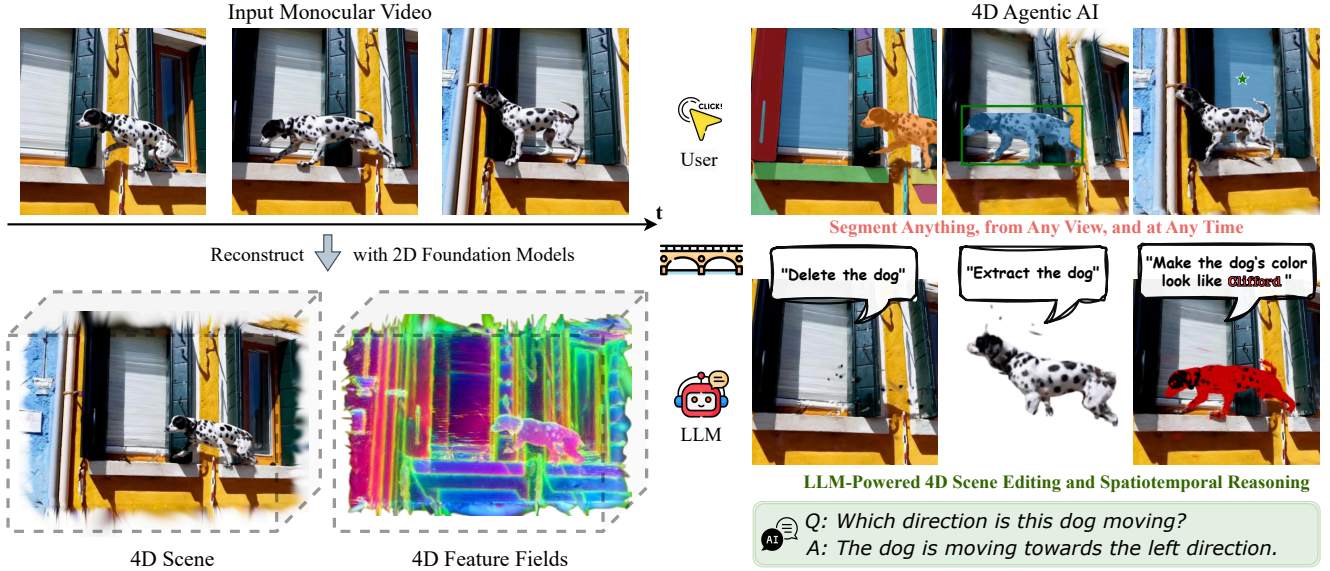 Input Monocular Video
t
Reconstruct with 2D Foundation Models
4D Scene
4D Feature Fields
CLICK!
User
LLM
4D Agentic AI
Segment Anything, from Any View, and at Any Time
"Delete the dog"
"Extract the dog"
"Make the dog's color
look like Clifford "
LLM-Powered 4D Scene Editing and Spatiotemporal Reasoning
AI
Q: Which direction is this dog moving?
A: The dog is moving towards the left direction.